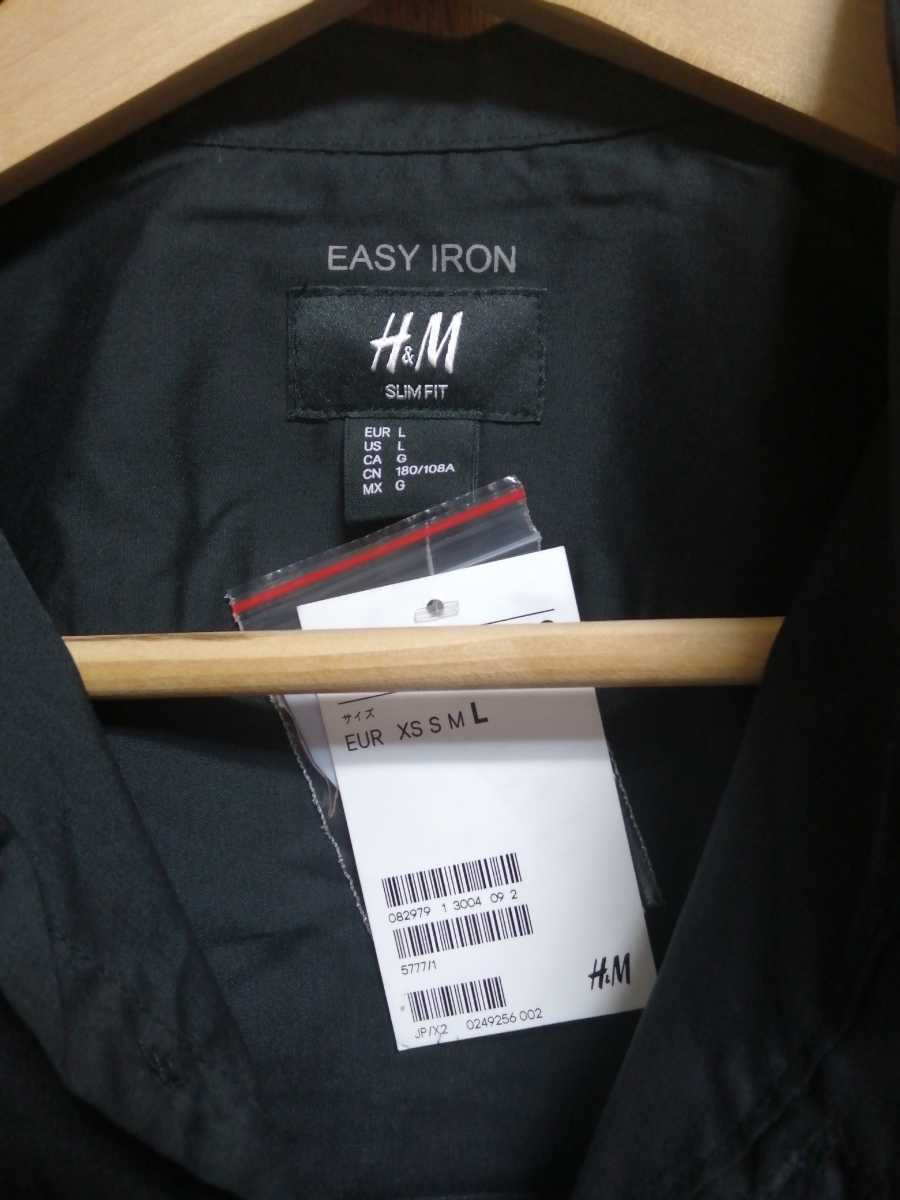 EASY IRON
H&M
SLIM FIT
EUR L
US L
CA G
CN 180/108A
MX G
サイズ
EUR XS S M L
082979 1 3004 09 2
5777/1
H&M
JP/X2 0249256 002